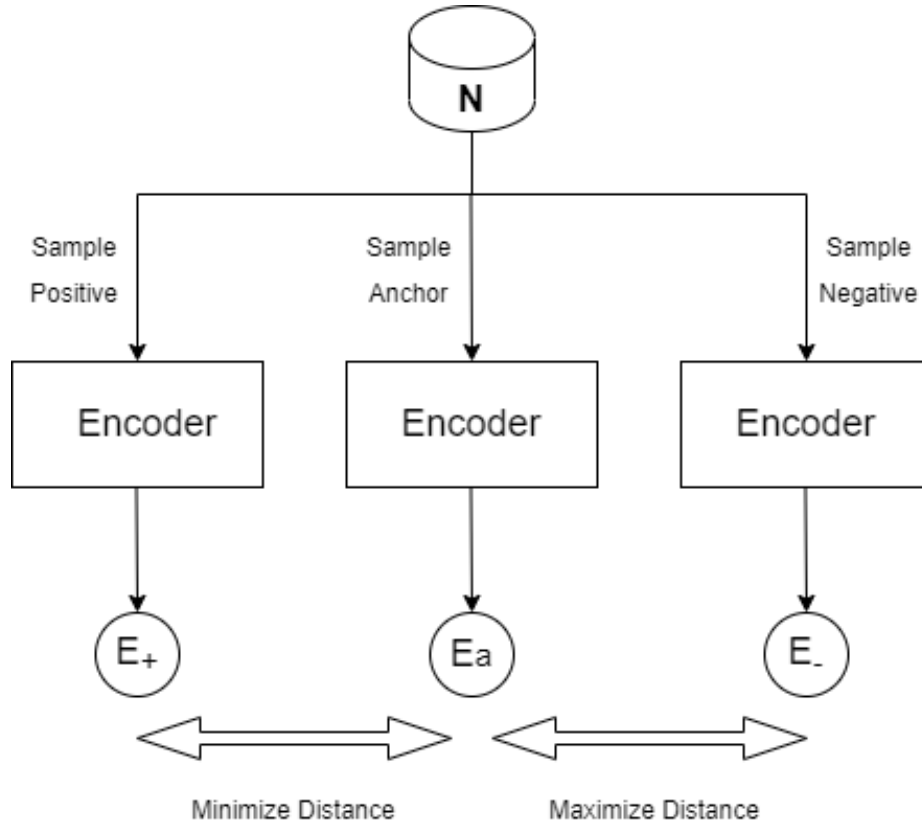 N
Sample
Positive
Sample
Anchor
Sample
Negative
Encoder
Encoder
Encoder
E+
Ea
E-
Minimize Distance
Maximize Distance